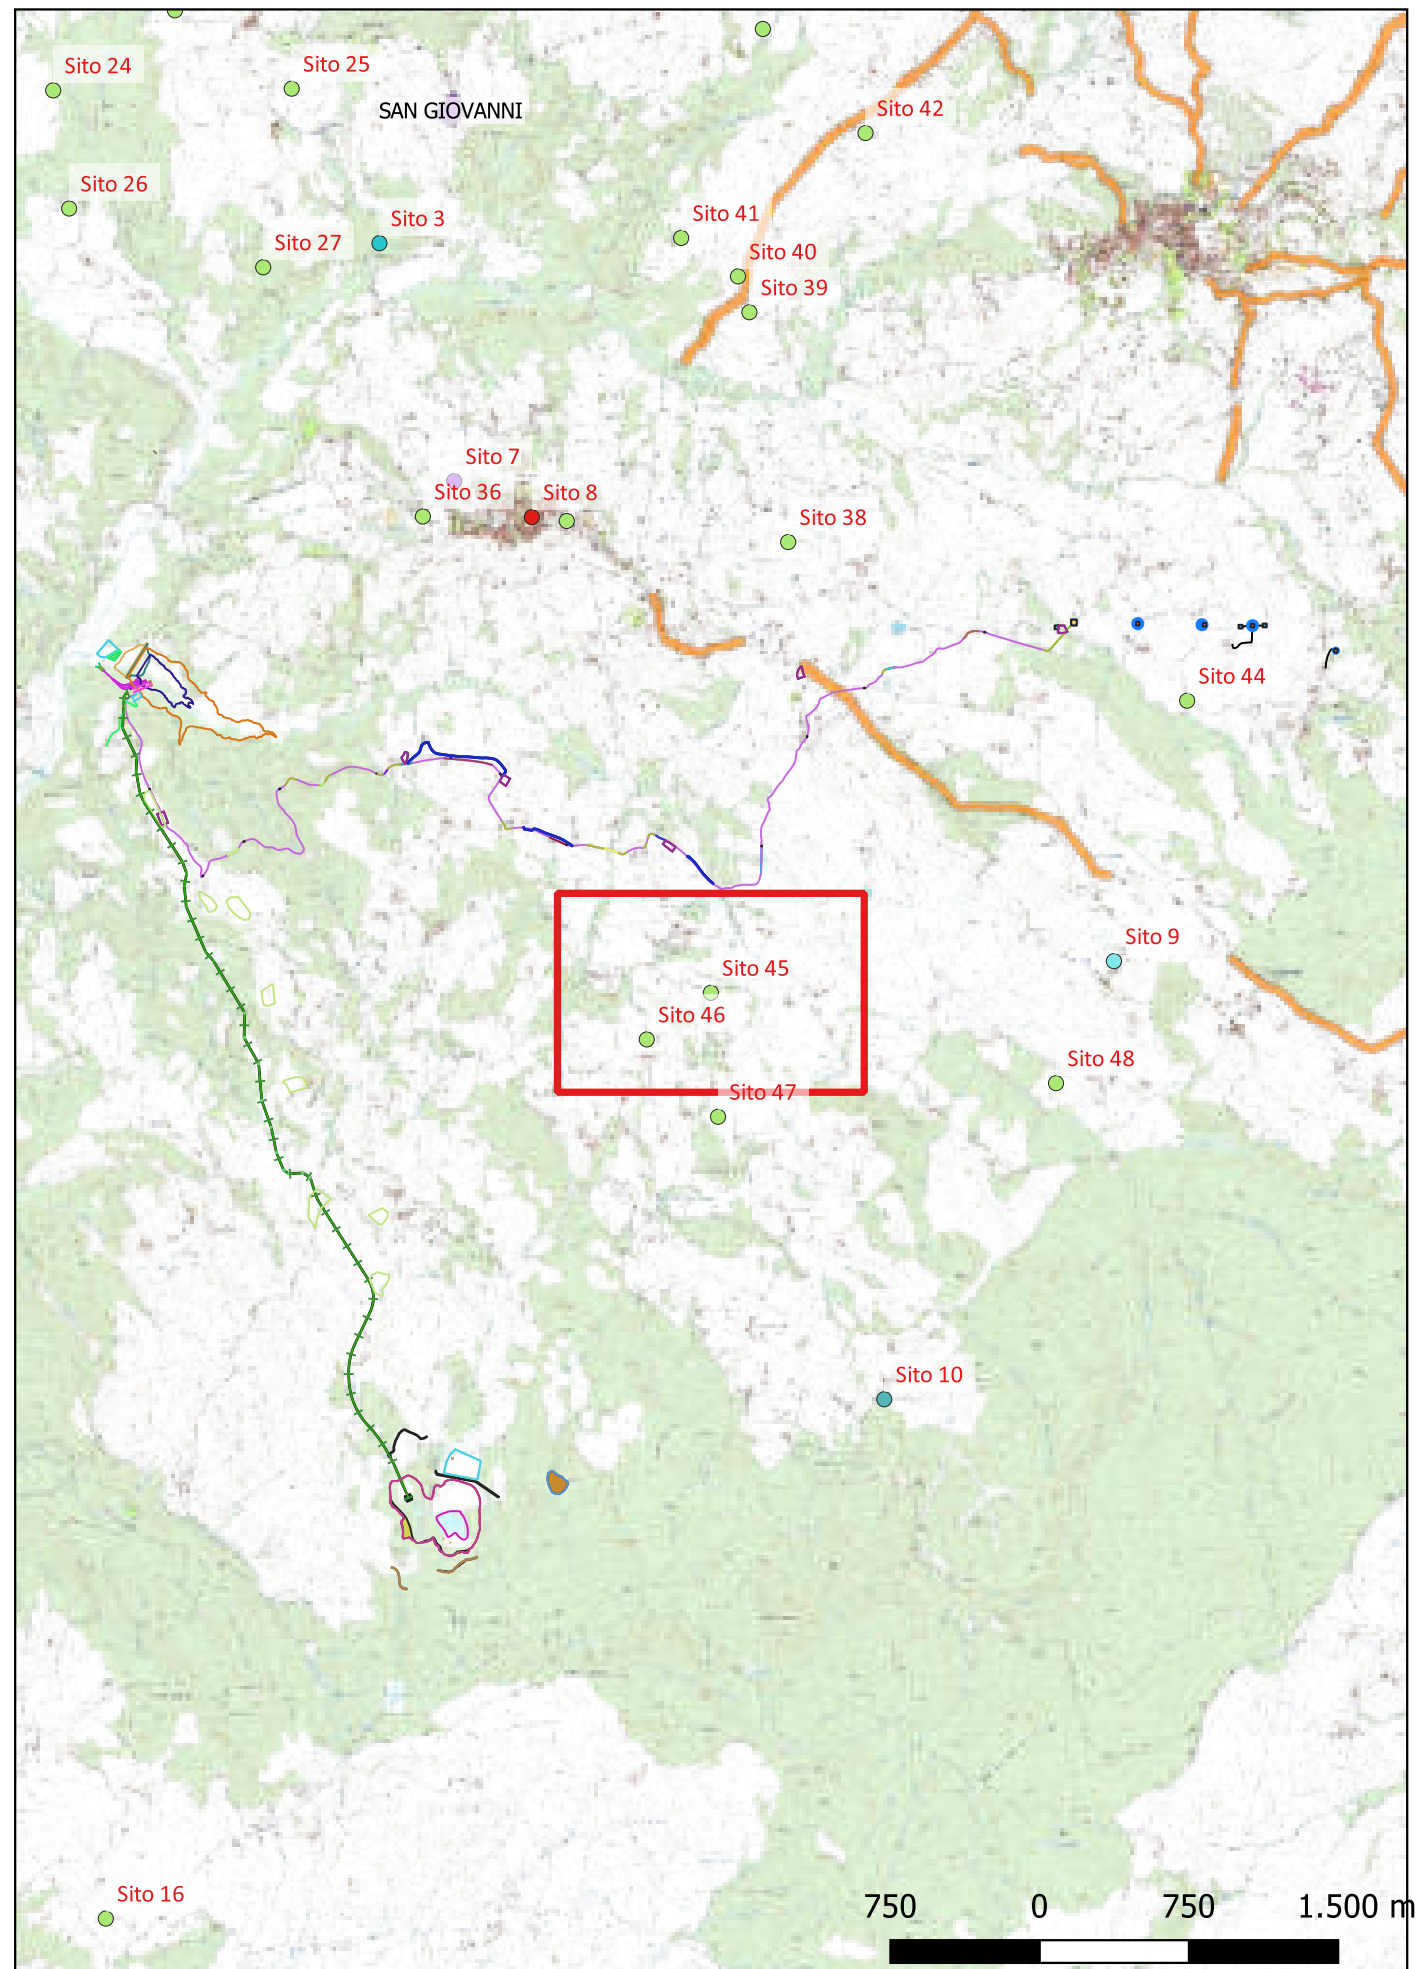 Sito 24
Sito 25
SAN GIOVANNI
Sito 42
Sito 26
Sito 3
Sito 41
Sito 27
Sito 40
Sito 39
Sito 7
Sito 36
Sito 8
Sito 38
Sito 44
Sito 9
Sito 45
Sito 46
Sito 48
Sito 47
Sito 10
Sito 16
750 0 750 1.500 m